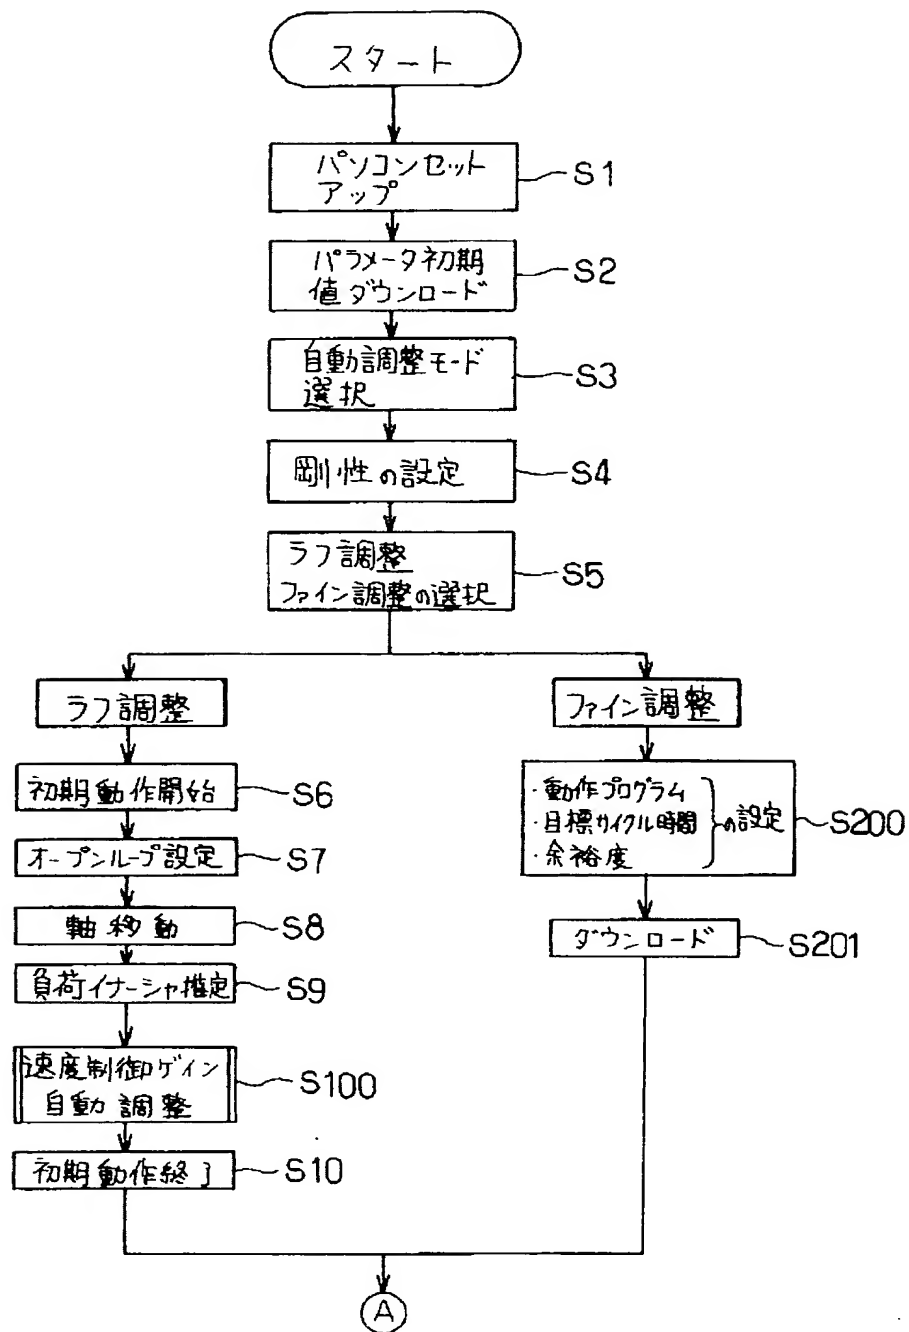 スタート
パソコンセット
アップ
S1
パラメータ初期
値ダウンロード
S2
自動調整モード
選択
S3
剛性の設定
S4
ラフ調整
ファイン調整の選択
S5
ラフ調整
初期動作開始
S6
オープンループ設定
S7
軸移動
S8
負荷イナーシャ推定
S9
速度制御ゲイン
自動調整
S100
初期動作終了
S10
ファイン調整
・動作プログラム
・目標サイクル時間
・余裕度
の設定
S200
ダウンロード
S201
A